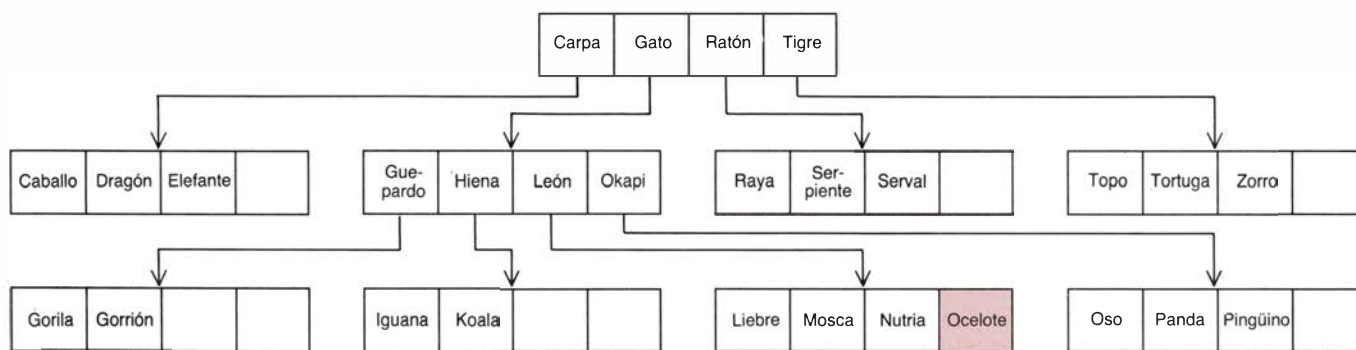 Carpa Gato Ratón Tigre
Caballo Dragón Elefante
Gue-
pardo
Hiena León Okapi
Raya
Ser-
piente
Serval
Topo Tortuga Zorro
Gorila Gorrión
Iguana Koala
Liebre Mosca Nutria Ocelote
Oso Panda Pingüino